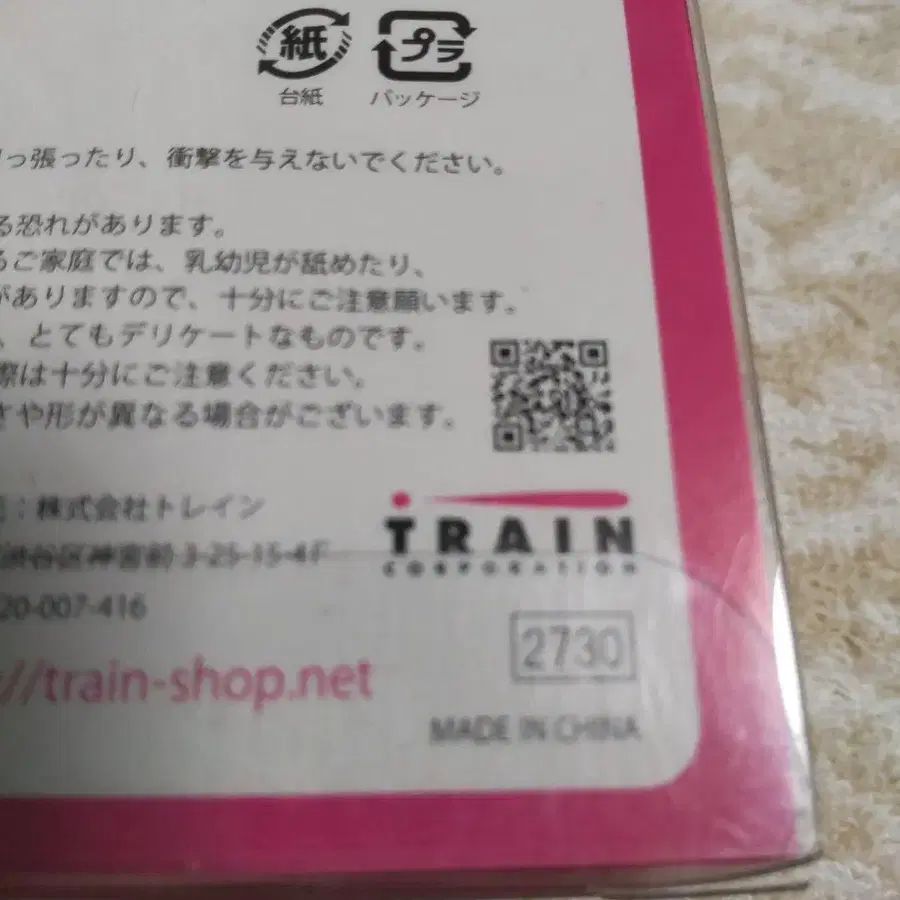 紙 プラ
台紙 パッケージ
っ張ったり、衝撃を与えないでください。
る恐れがあります。
るご家庭では、乳幼児が舐めたり、
がありますので、十分にご注意願います。
、とてもデリケートなものです。
際は十分にご注意ください。
さや形が異なる場合がございます。
：株式会社トレイン
渋谷区神宮前 3-25-15-4F
20-007-416
//train-shop.net
TRAIN
CORPORATION
2730
MADE IN CHINA